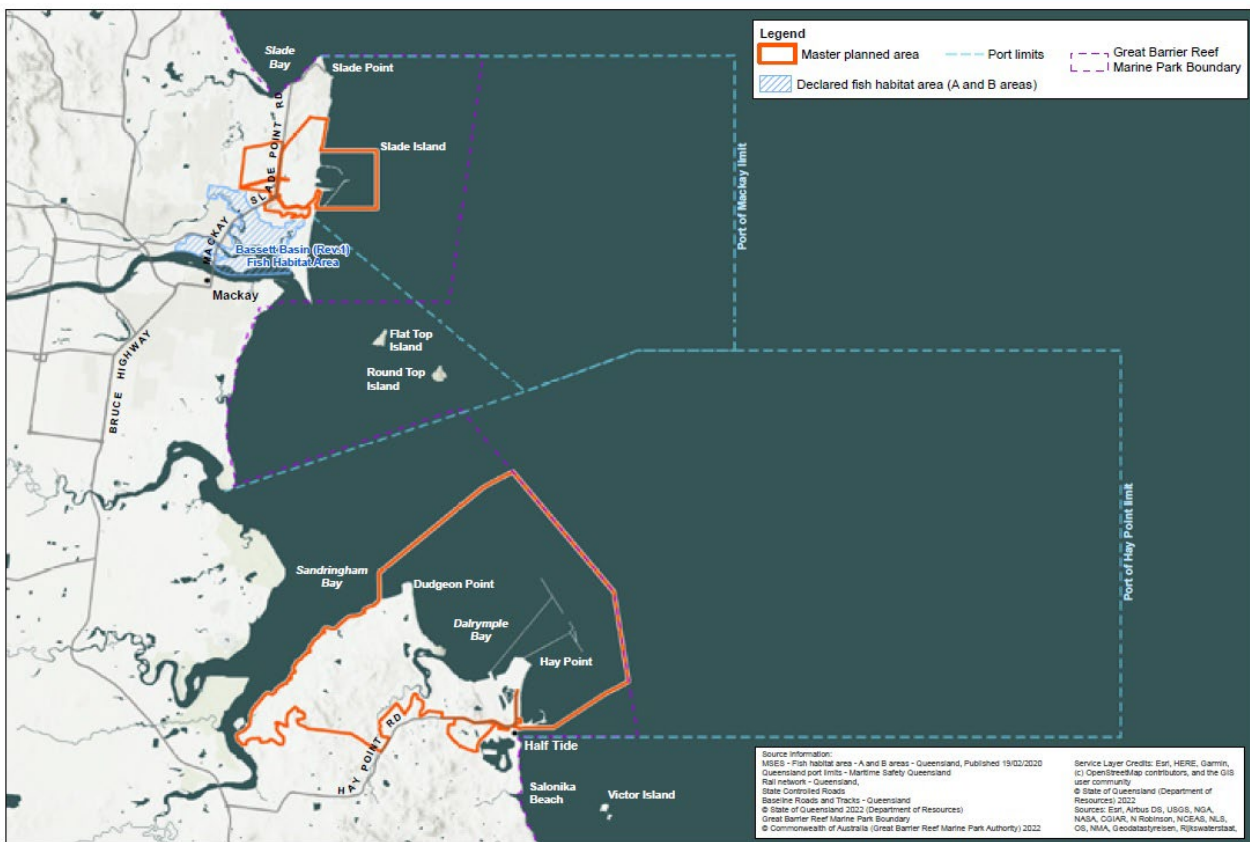 Legend
Master planned area
Port limits
Great Barrier Reef
Marine Park Boundary
Declared fish habitat area (A and B areas)
Slade
Bay
Slade Point
SLADE POINT RD
Slade Island
MACKAY
Bassett Basin (Rev.1)
Fish Habitat Area
Mackay
BRUCE HIGHWAY
Flat Top
Island
Round Top
Island
Port of Mackay limit
Port of Hay Point limit
Sandringham
Bay
Dudgeon Point
Dalrymple
Bay
Hay Point
HAY POINT RD
Half Tide
Salonika
Beach
Victor Island
Source Information:
MSES - Fish habitat area - A and B areas - Queensland, Published 19/02/2020
Queensland port limits - Maritime Safety Queensland
Rail network - Queensland,
State Controlled Roads
Baseline Roads and Tracks - Queensland
© State of Queensland 2022 (Department of Resources)
Great Barrier Reef Marine Park Boundary
© Commonwealth of Australia (Great Barrier Reef Marine Park Authority) 2022
Service Layer Credits: Esri, HERE, Garmin,
(c) OpenStreetMap contributors, and the GIS
user community
© State of Queensland (Department of
Resources) 2022
Sources: Esri, Airbus DS, USGS, NGA,
NASA, CGIAR, N Robinson, NCEAS, NLS,
OS, NMA, Geodatastyrelsen, Rijkswaterstaat,